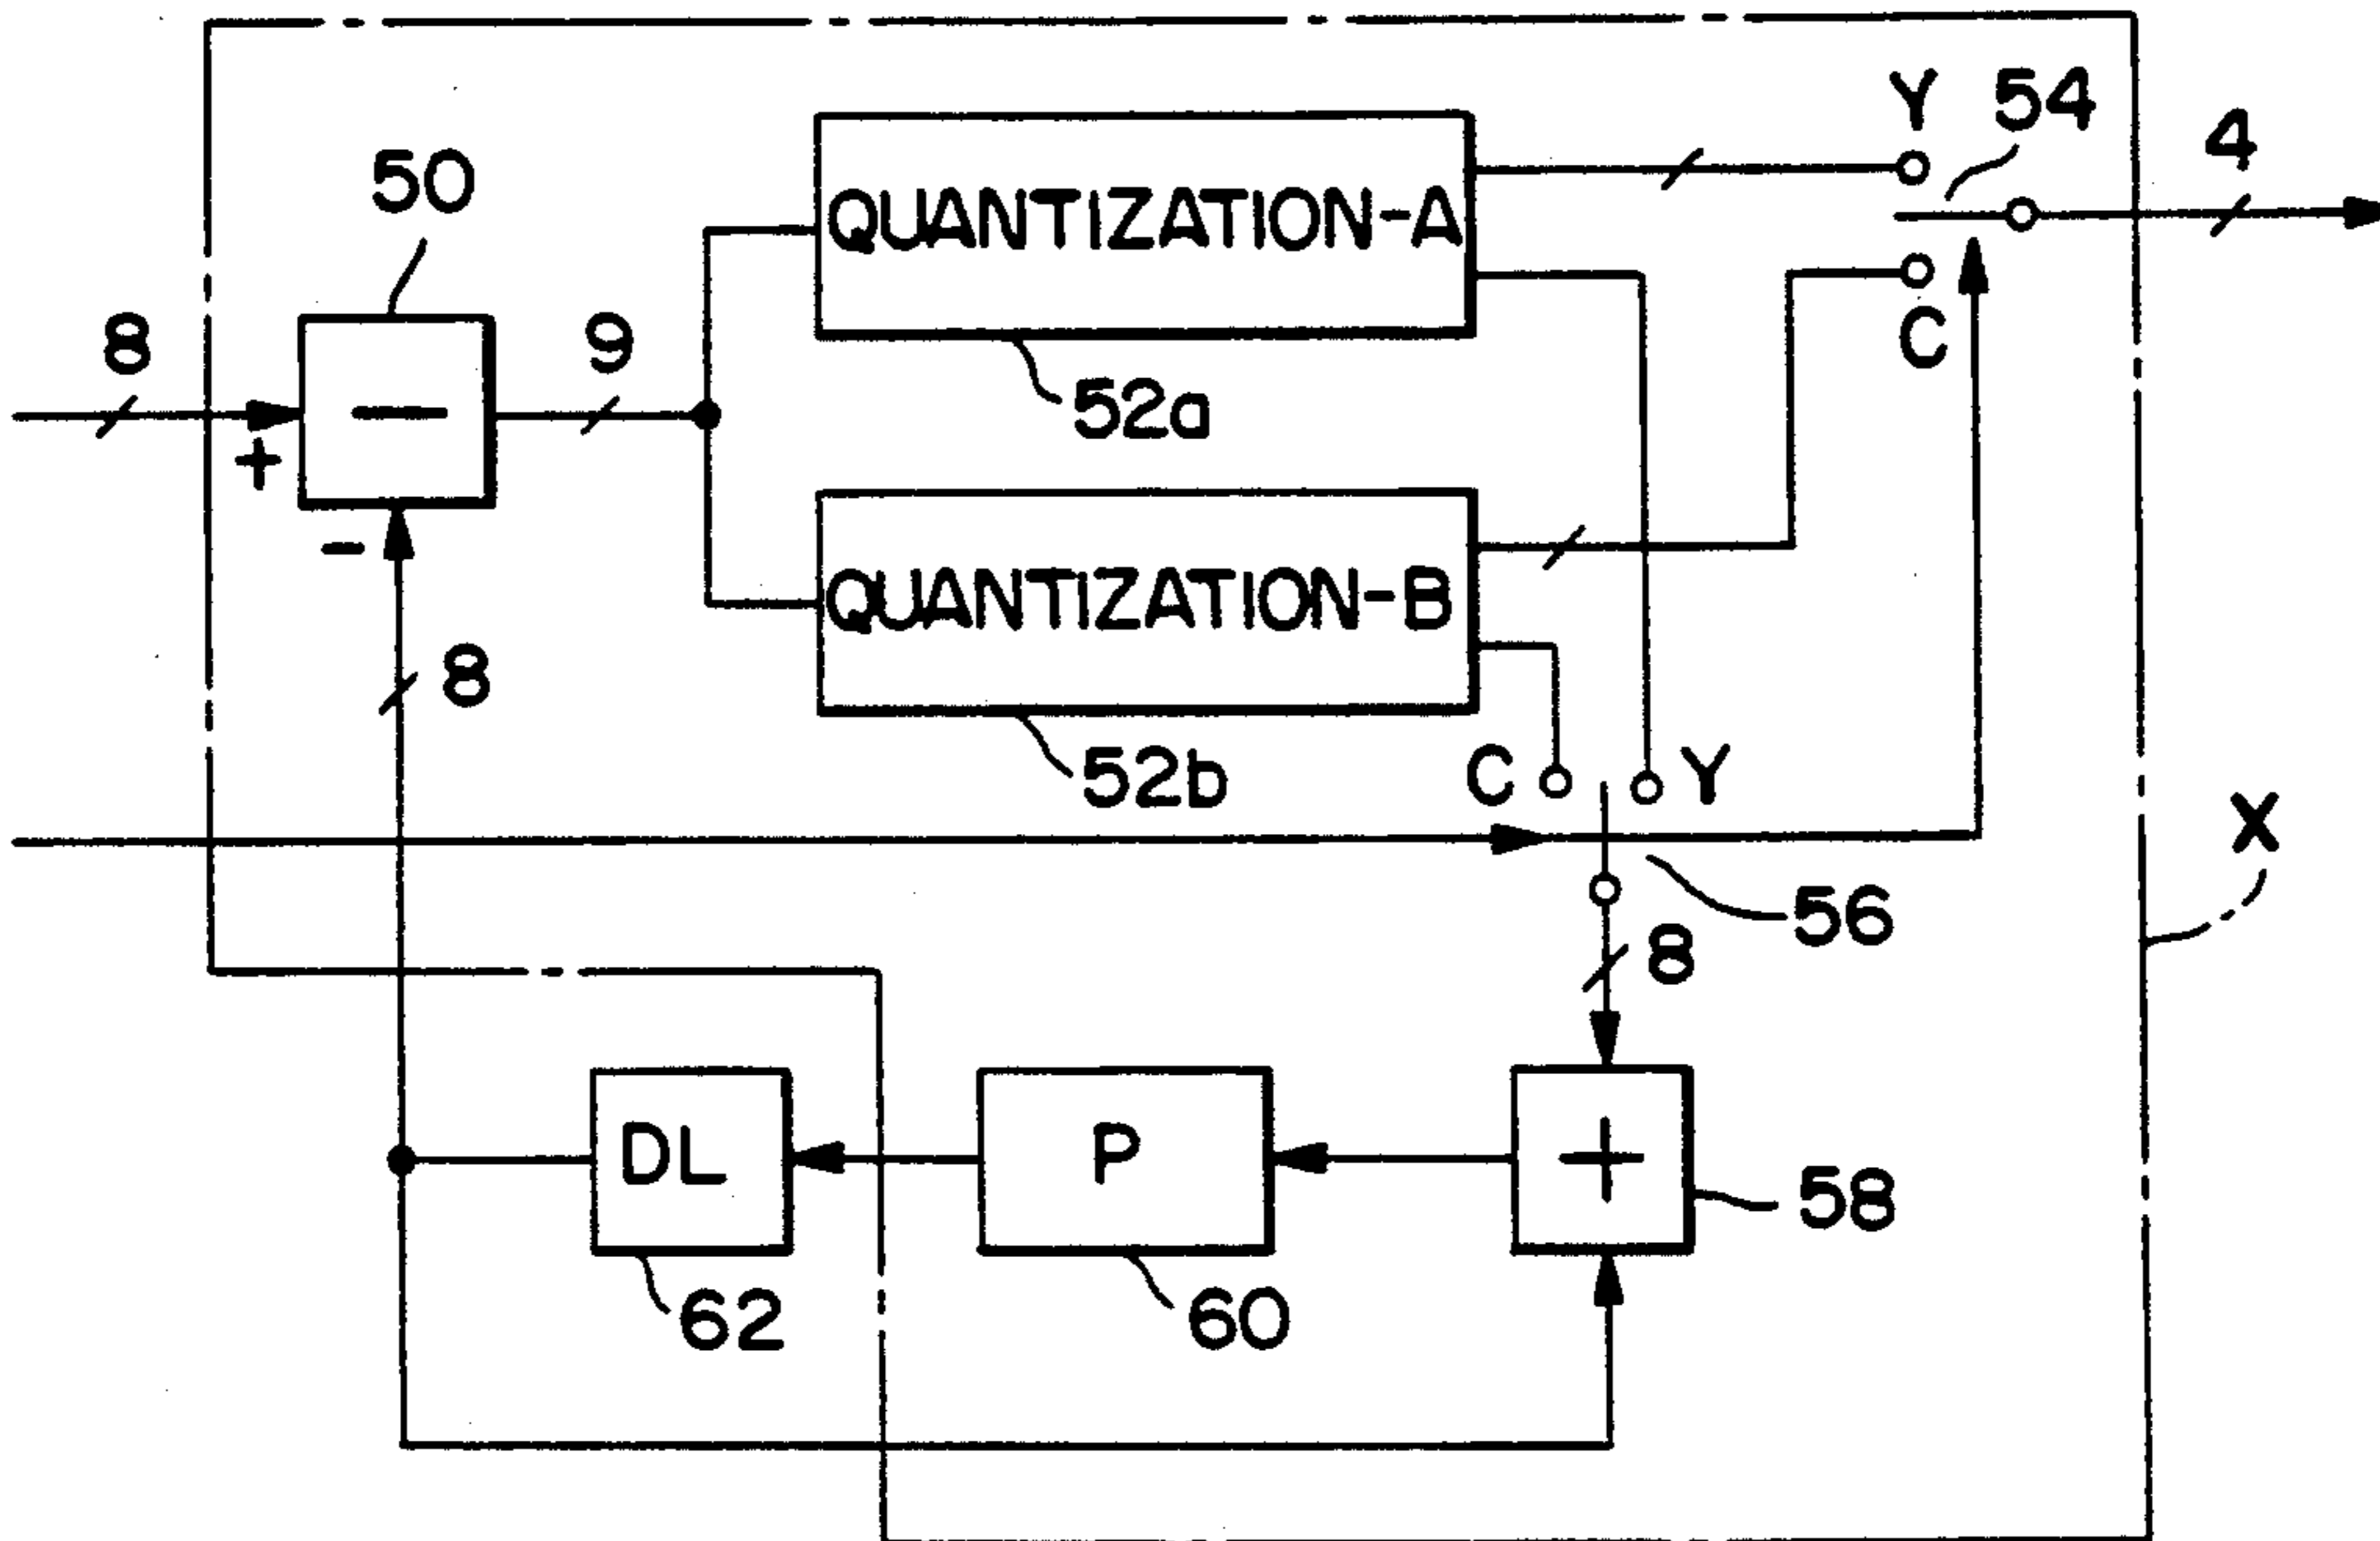 Y 54
4
50
QUANTIZATION-A
8
9
C
+
−
52a
-
QUANTIZATION-B
8
52b
C Y
X
56
8
DL
P
+
58
62
60